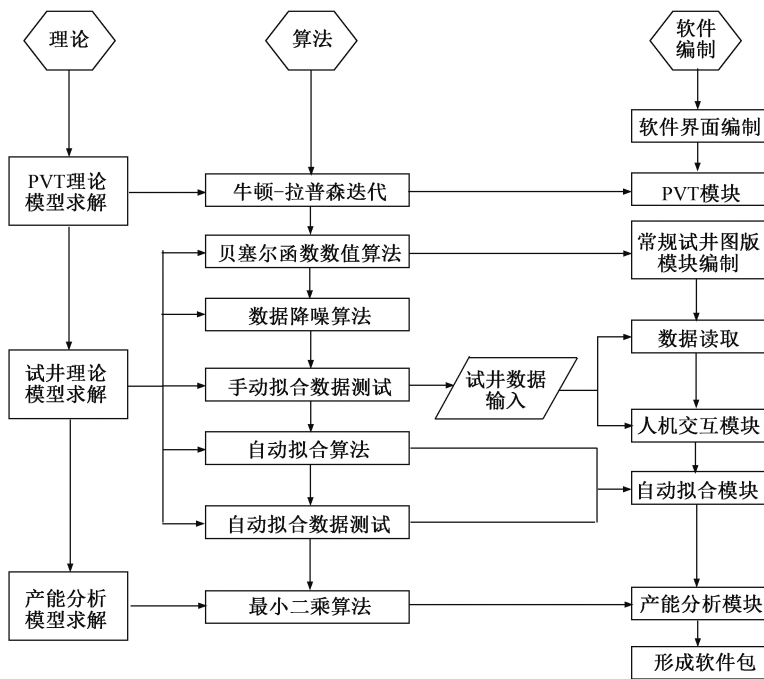 理论
算法
软件
编制
软件界面编制
PVT理论
模型求解
牛顿-拉普森迭代
PVT模块
贝塞尔函数数值算法
常规试井图版
模块编制
数据降噪算法
数据读取
试井理论
模型求解
手动拟合数据测试
试井数据
输入
人机交互模块
自动拟合算法
自动拟合模块
自动拟合数据测试
产能分析
模型求解
最小二乘算法
产能分析模块
形成软件包